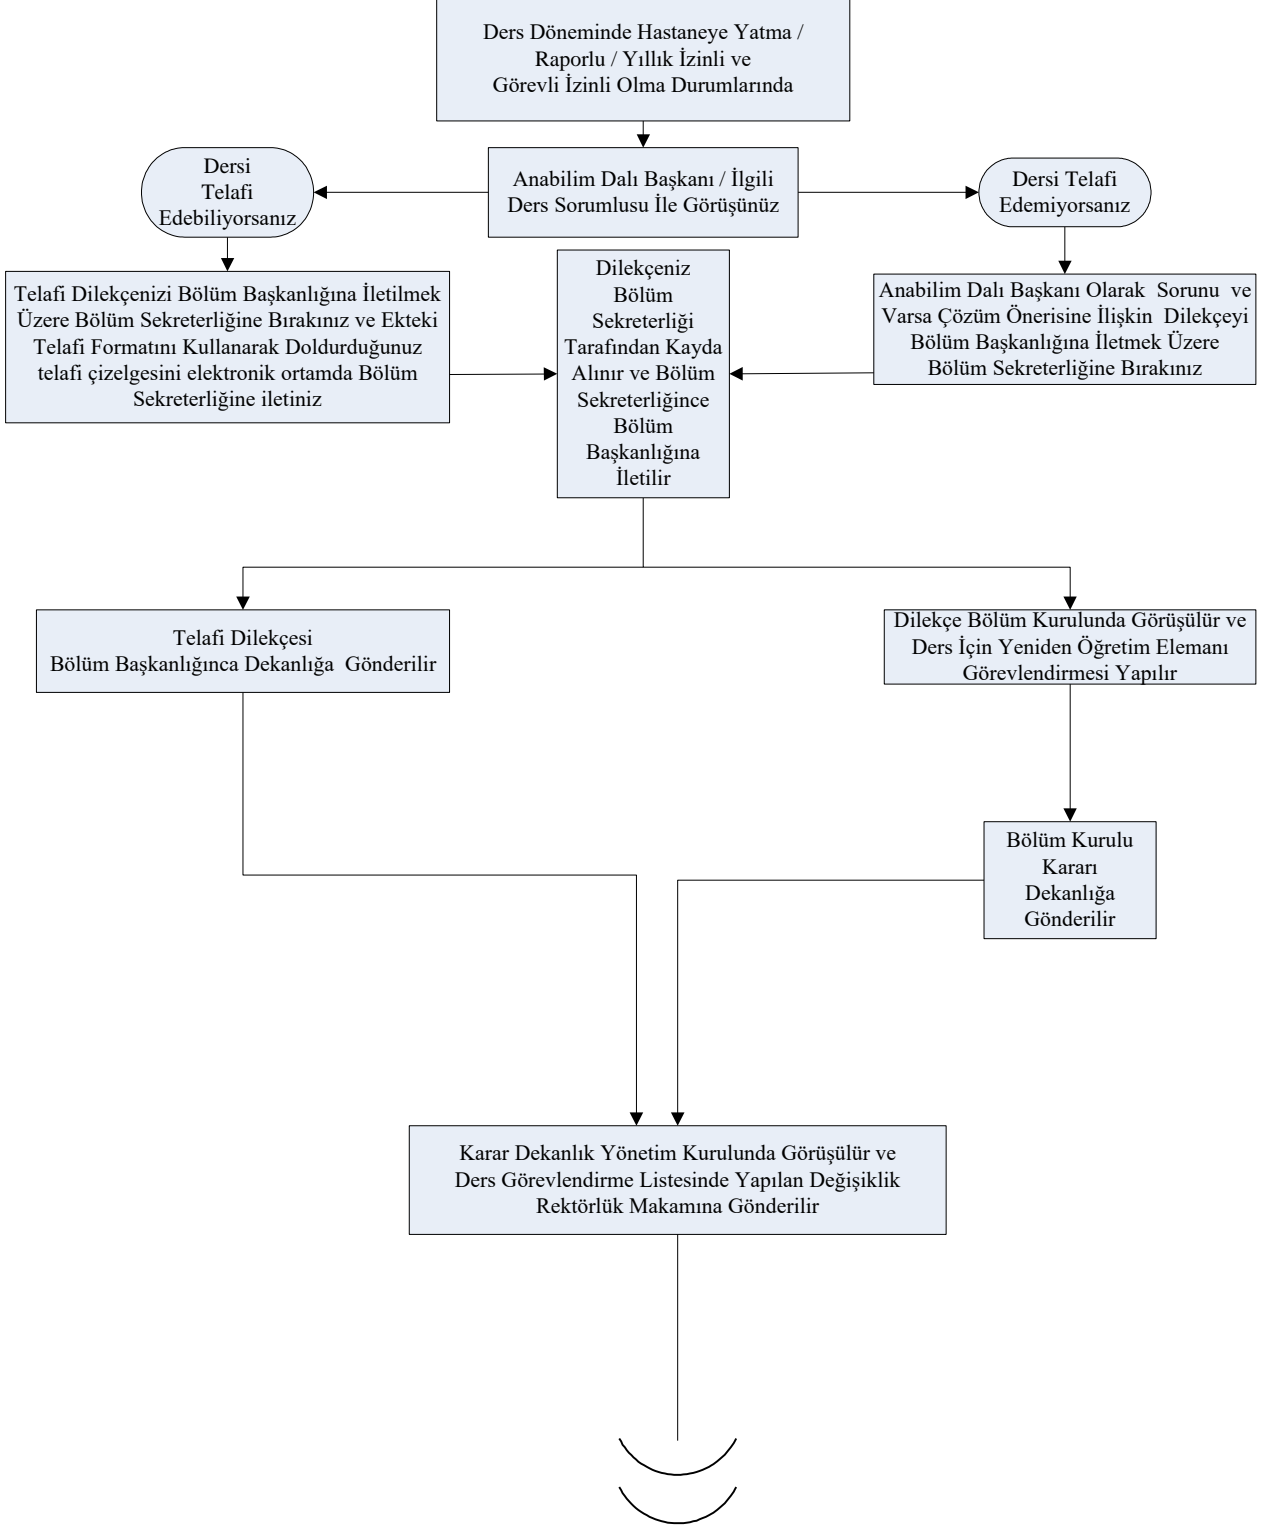 Ders Döneminde Hastaneye Yatma /
Raporlu / Yıllık İzinli ve
Görevli İzinli Olma Durumlarında
Anabilim Dalı Başkanı / İlgili
Ders Sorumlusu İle Görüşünüz
Dersi
Telafi
Edebiliyorsanız
Dersi Telafi
Edemiyorsanız
Telafi Dilekçenizi Bölüm Başkanlığına İletilmek
Üzere Bölüm Sekreterliğine Bırakınız ve Ekteki
Telafi Formatını Kullanarak Doldurduğunuz
telafi çizelgesini elektronik ortamda Bölüm
Sekreterliğine iletiniz
Anabilim Dalı Başkanı Olarak Sorunu ve
Varsa Çözüm Önerisine İlişkin Dilekçeyi
Bölüm Başkanlığına İletmek Üzere
Bölüm Sekreterliğine Bırakınız
Dilekçeniz
Bölüm
Sekreterliği
Tarafından Kayda
Alınır ve Bölüm
Sekreterliğince
Bölüm
Başkanlığına
İletilir
Telafi Dilekçesi
Bölüm Başkanlığınca Dekanlığa Gönderilir
Dilekçe Bölüm Kurulunda Görüşülür ve
Ders İçin Yeniden Öğretim Elemanı
Görevlendirmesi Yapılır
Bölüm Kurulu
Kararı
Dekanlığa
Gönderilir
Karar Dekanlık Yönetim Kurulunda Görüşülür ve
Ders Görevlendirme Listesinde Yapılan Değişiklik
Rektörlük Makamına Gönderilir